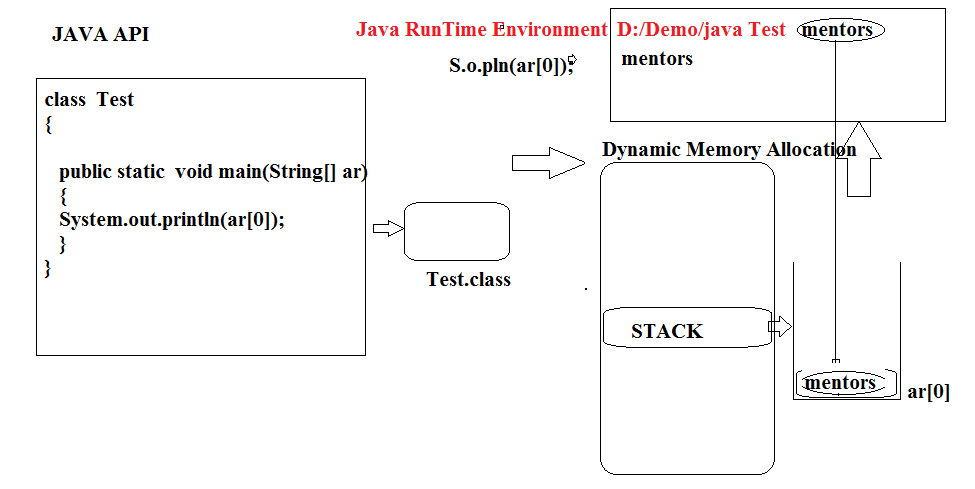 JAVA API
class Test
{
public static void main(String[] ar)
{
System.out.println(ar[0]);
}
}
Test.class
Java RunTime Environment
S.o.pln(ar[0]);
D:/Demo/java Test mentors
mentors
Dynamic Memory Allocation
STACK
mentors
ar[0]